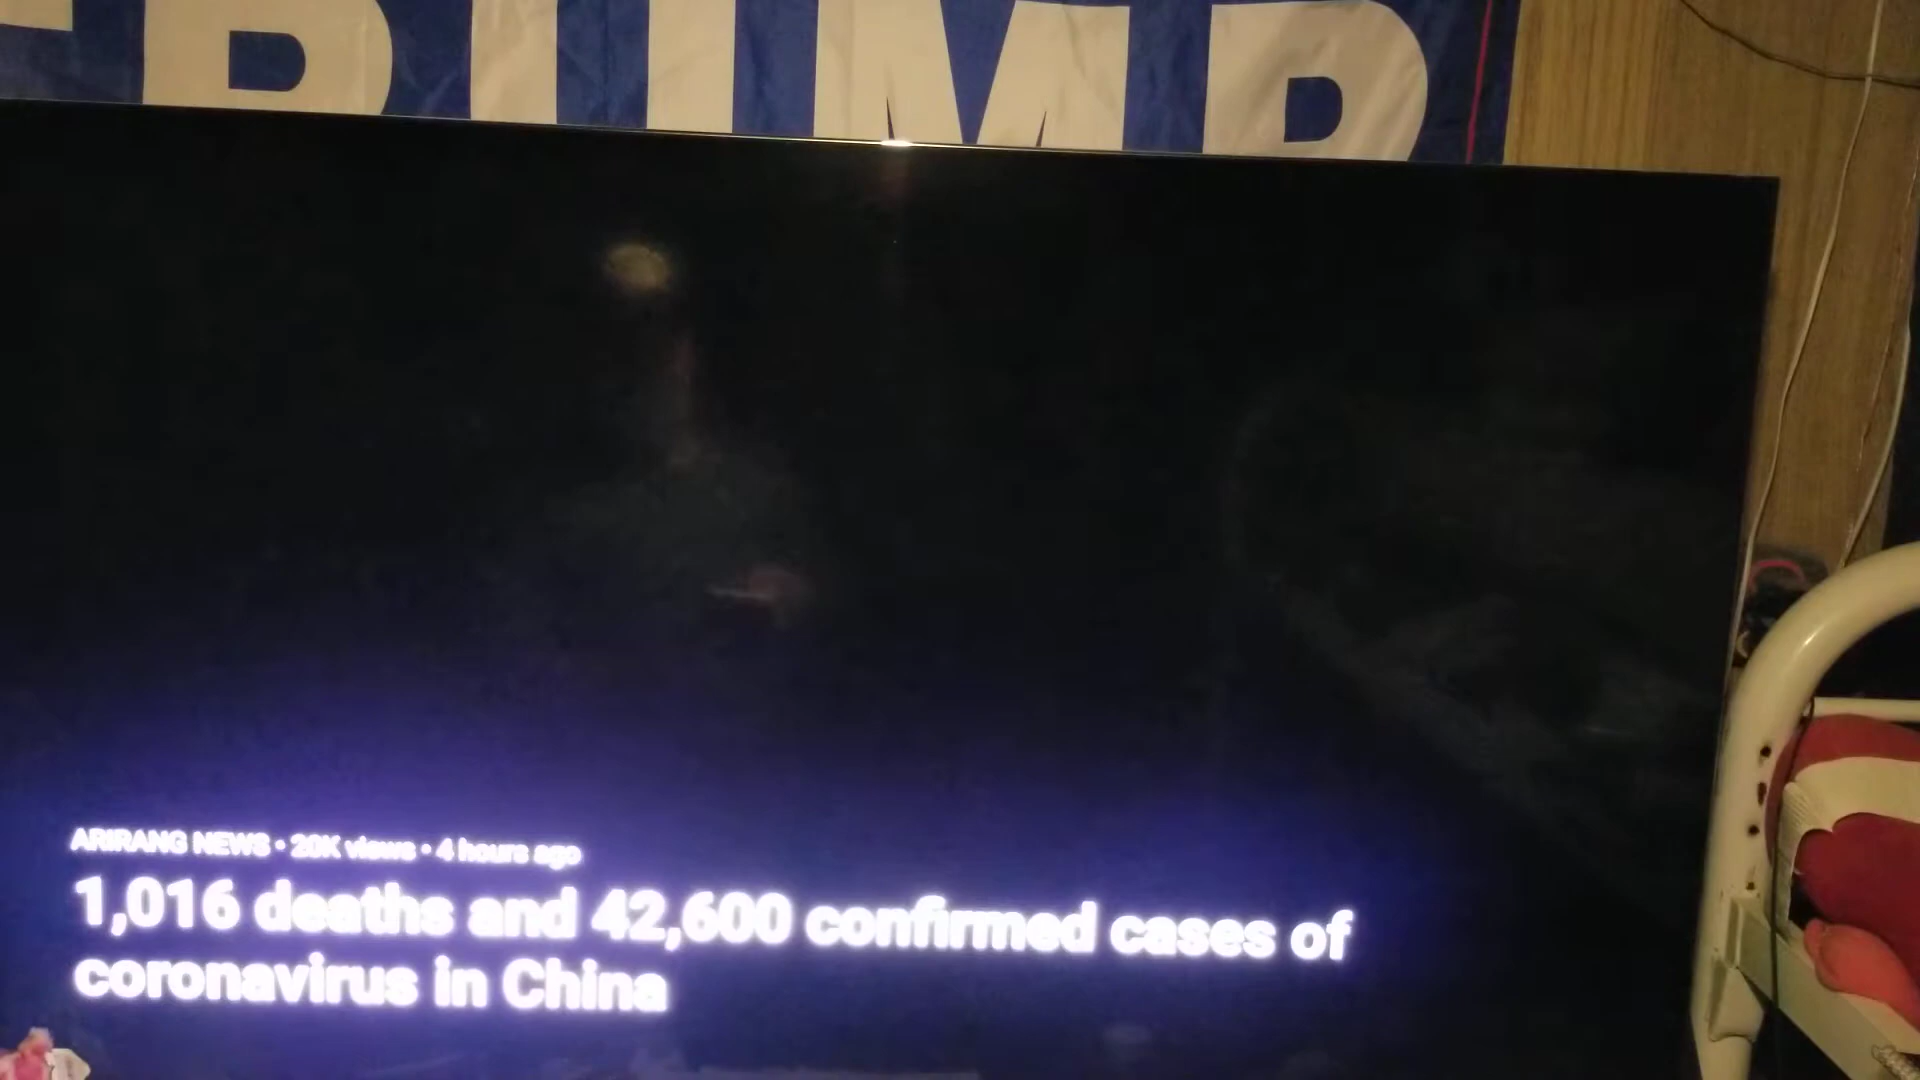 TRUMP
ARIRANG NEWS • 20K views • 4 hours ago
1,016 deaths and 42,600 confirmed cases of
coronavirus in China